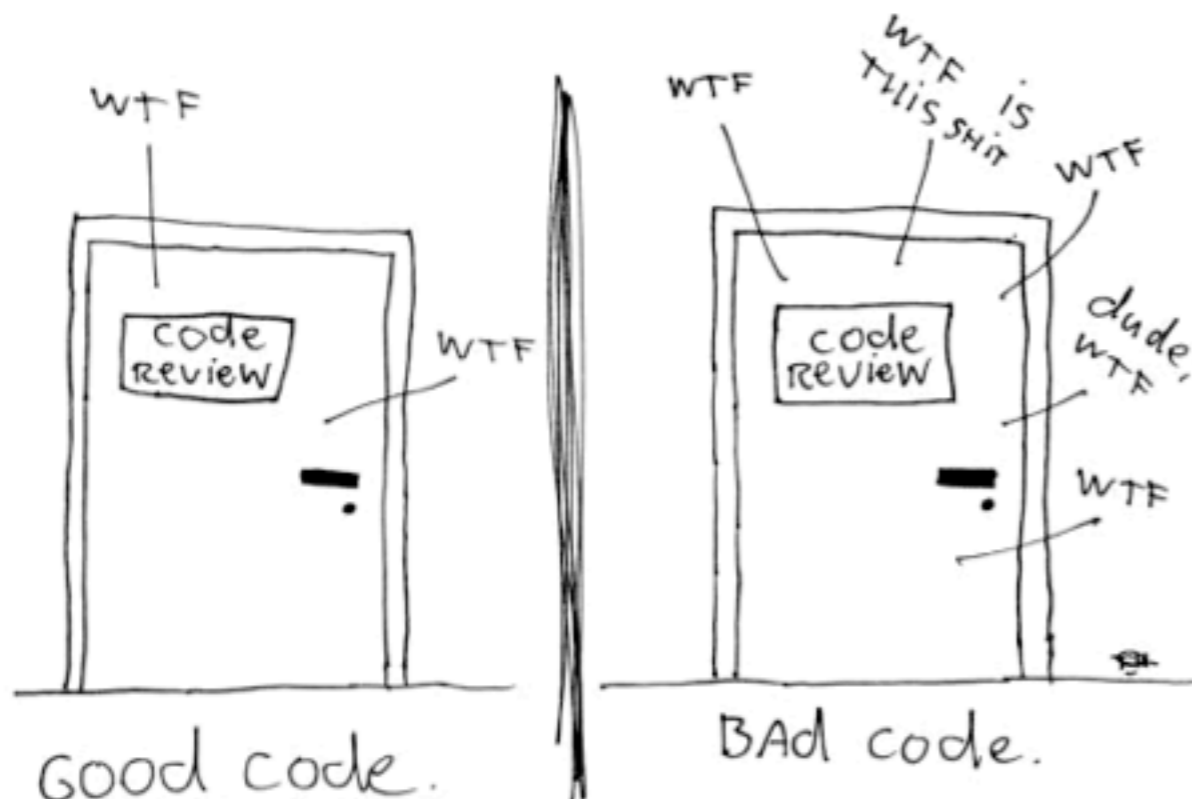 WTF
code
REVIEW
WTF
GOOD CODE.
WTF
WTF is
THIS SHIT
WTF
code
REVIEW
dude,
WTF
WTF
BAd code.